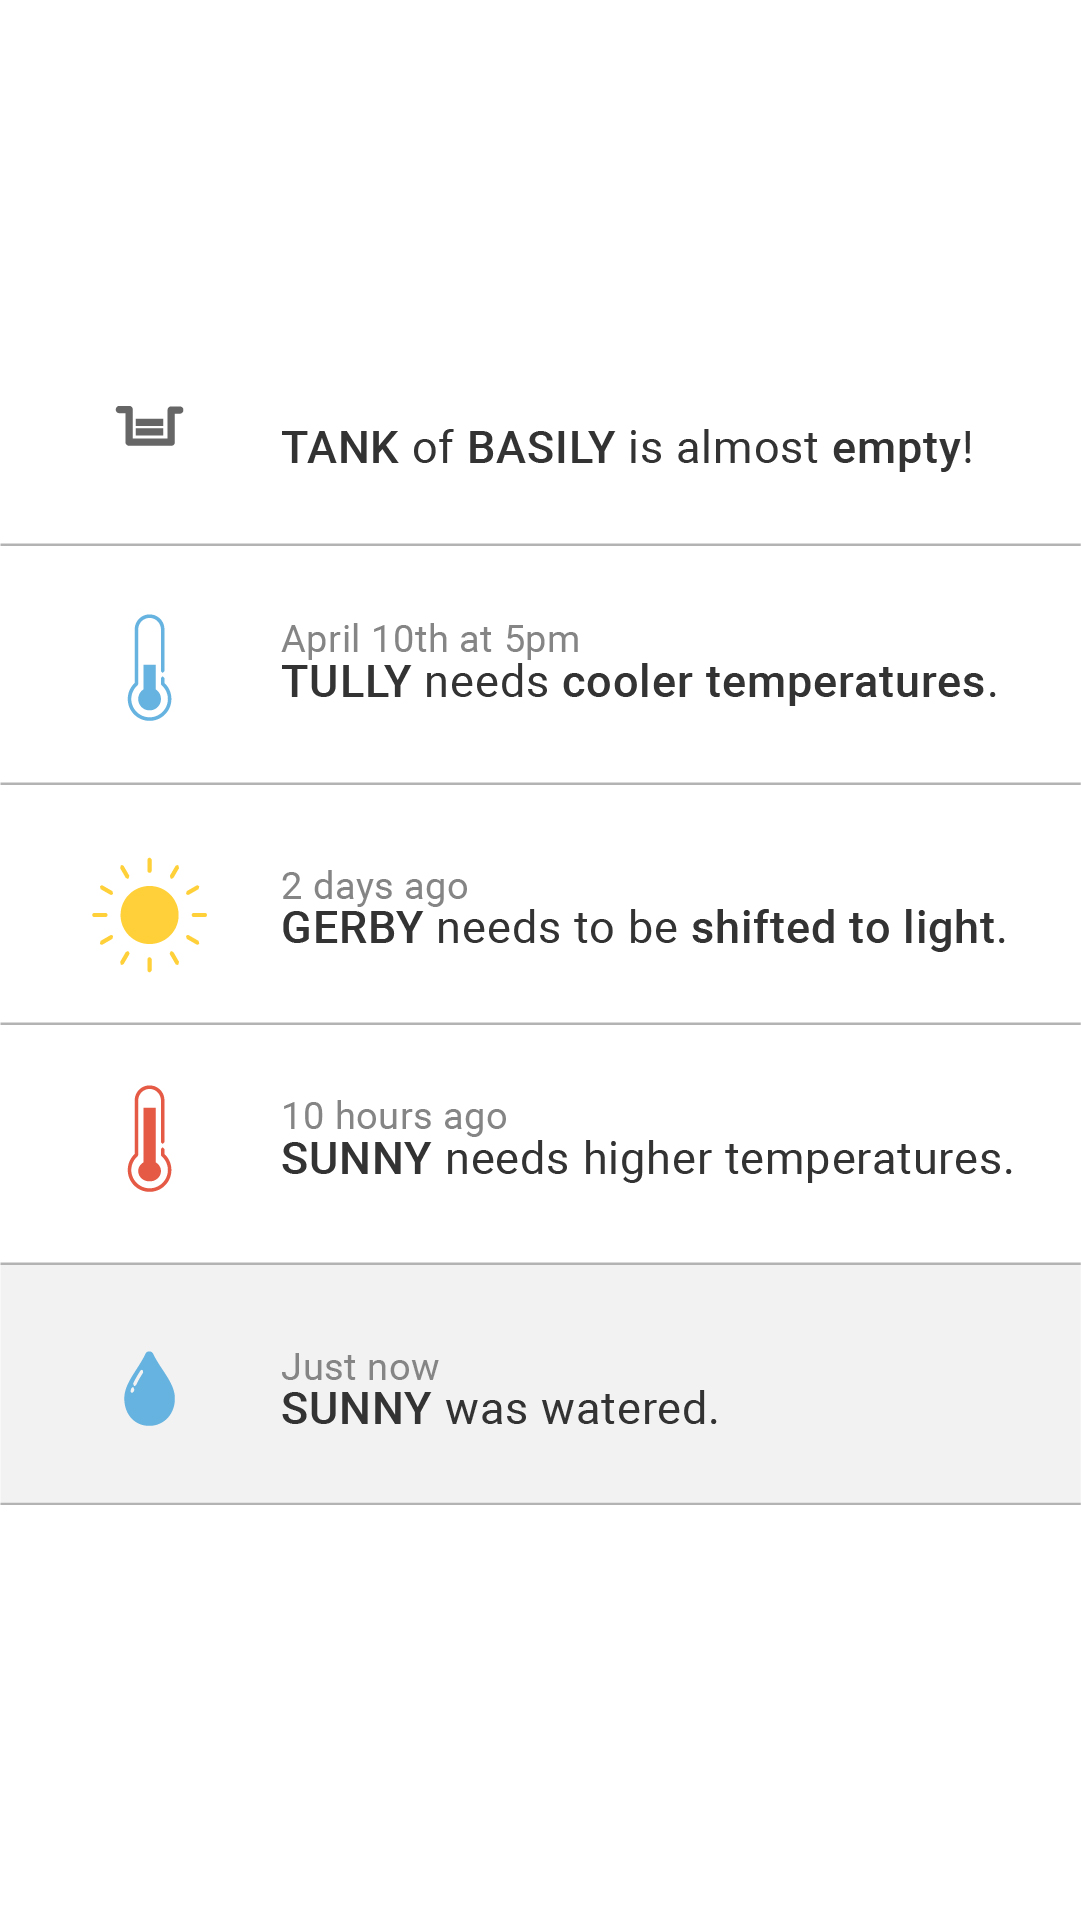 TANK of BASILY is almost empty!
April 10th at 5pm
TULLY needs cooler temperatures.
2 days ago
GERBY needs to be shifted to light.
10 hours ago
SUNNY needs higher temperatures.
Just now
SUNNY was watered.